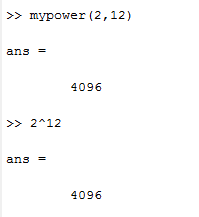 >> mypower(2,12)
ans =
4096
>> 2^12
ans =
4096